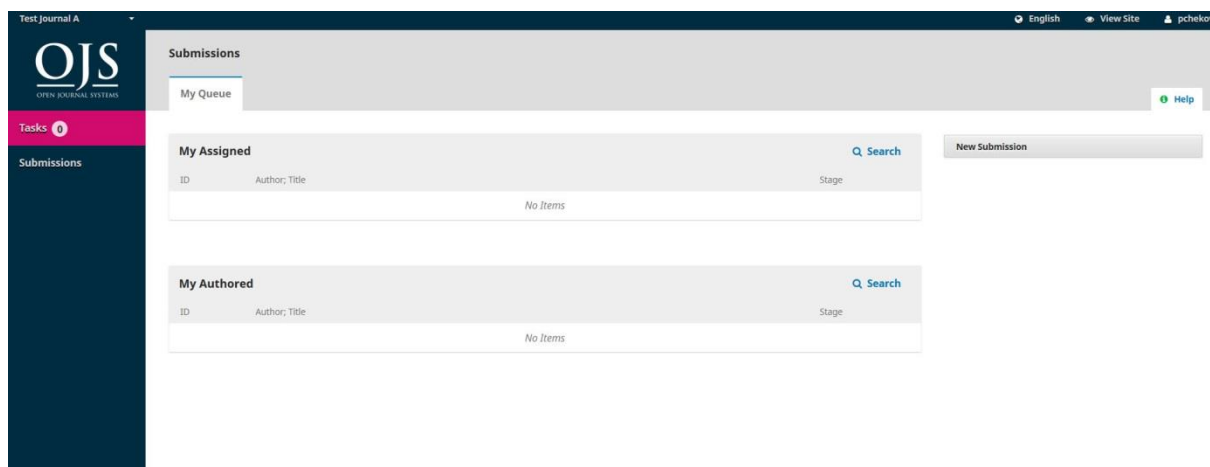 Test Journal A
English View Site pcheko
OJS
OPEN JOURNAL SYSTEMS
Tasks 0
Submissions
Submissions
My Queue
Help
My Assigned Search
ID Author; Title Stage
No Items
My Authored Search
ID Author; Title Stage
No Items
New Submission